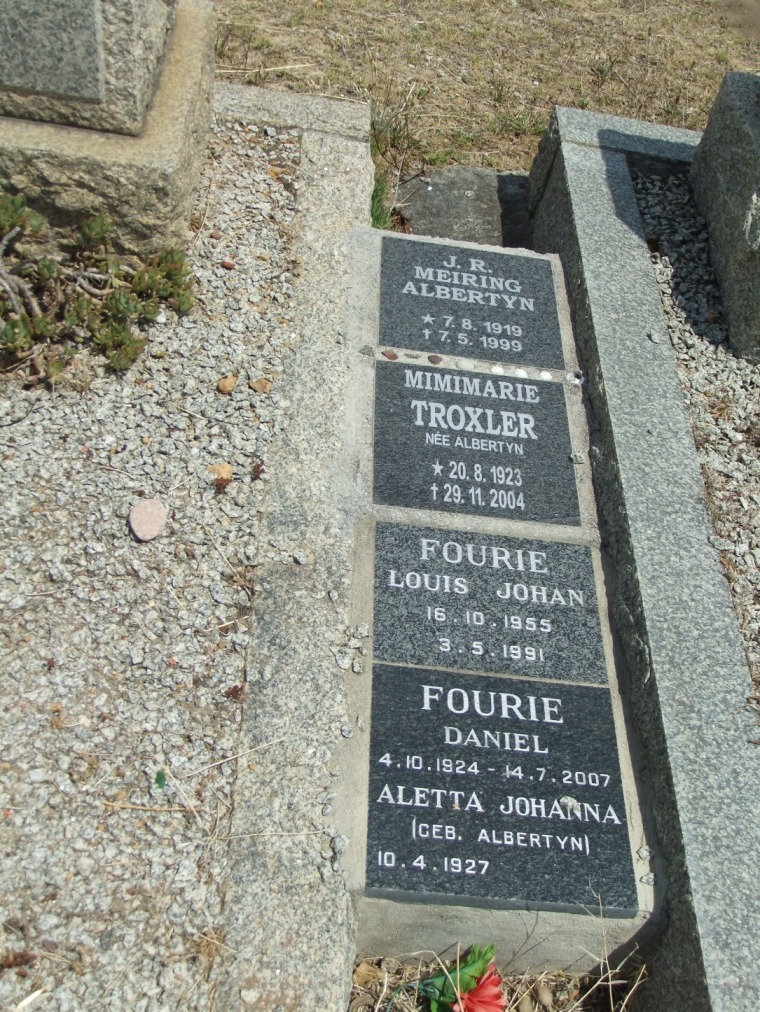 J. R.
MEIRING
ALBERTYN
★ 7. 8. 1919
† 7. 5. 1999
MIMIMARIE
TROXLER
NÉE ALBERTYN
★ 20. 8. 1923
† 29. 11. 2004
FOURIE
LOUIS JOHAN
16 . 10 . 1955
3 . 5 . 1991
FOURIE
DANIEL
4 . 10 . 1924 - 14 . 7 . 2007
ALETTA JOHANNA
(GEB. ALBERTYN)
10 . 4 . 1927